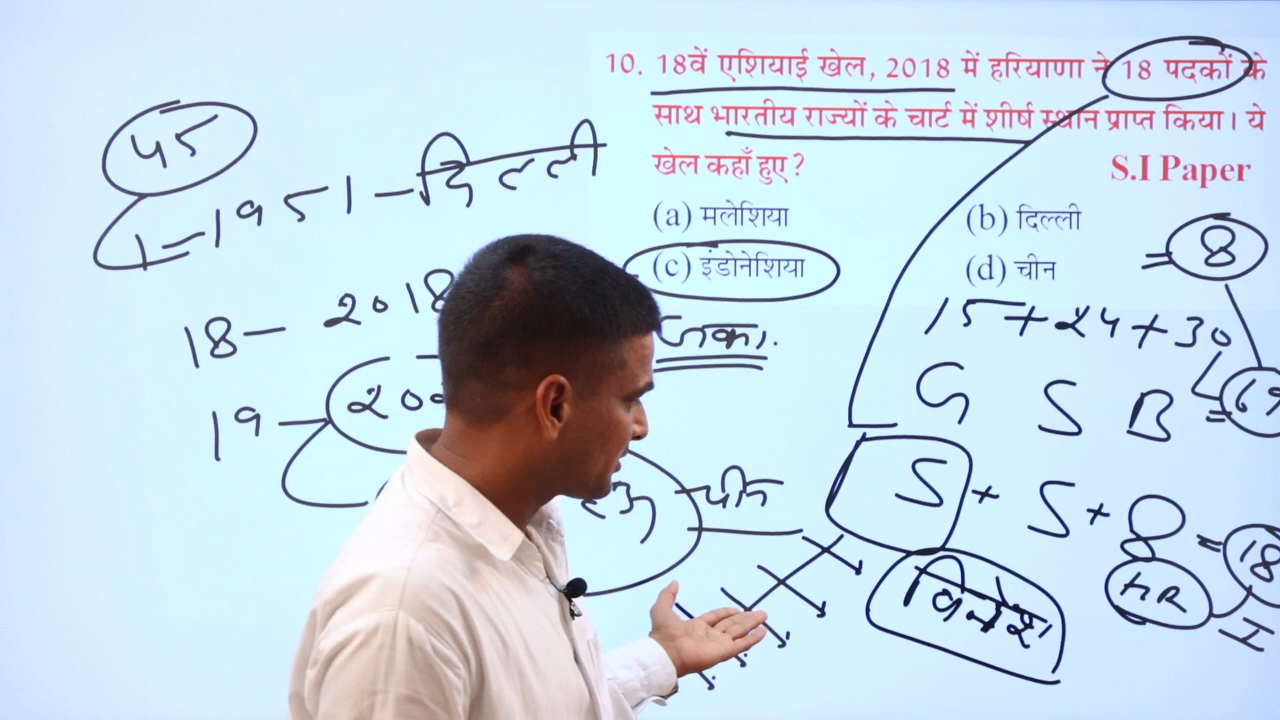 10. 18वें एशियाई खेल, 2018 में हरियाणा ने 18 पदकों के
साथ भारतीय राज्यों के चार्ट में शीर्ष स्थान प्राप्त किया। ये
खेल कहाँ हुए?
S.I Paper
(a) मलेशिया
(b) दिल्ली
(c) इंडोनेशिया
(d) चीन
45
1=1951-दिल्ली
18- 2018
19-
=8
15+24+30
G S B
=69
5+5+8=18
HR
I
चीन
विनेश